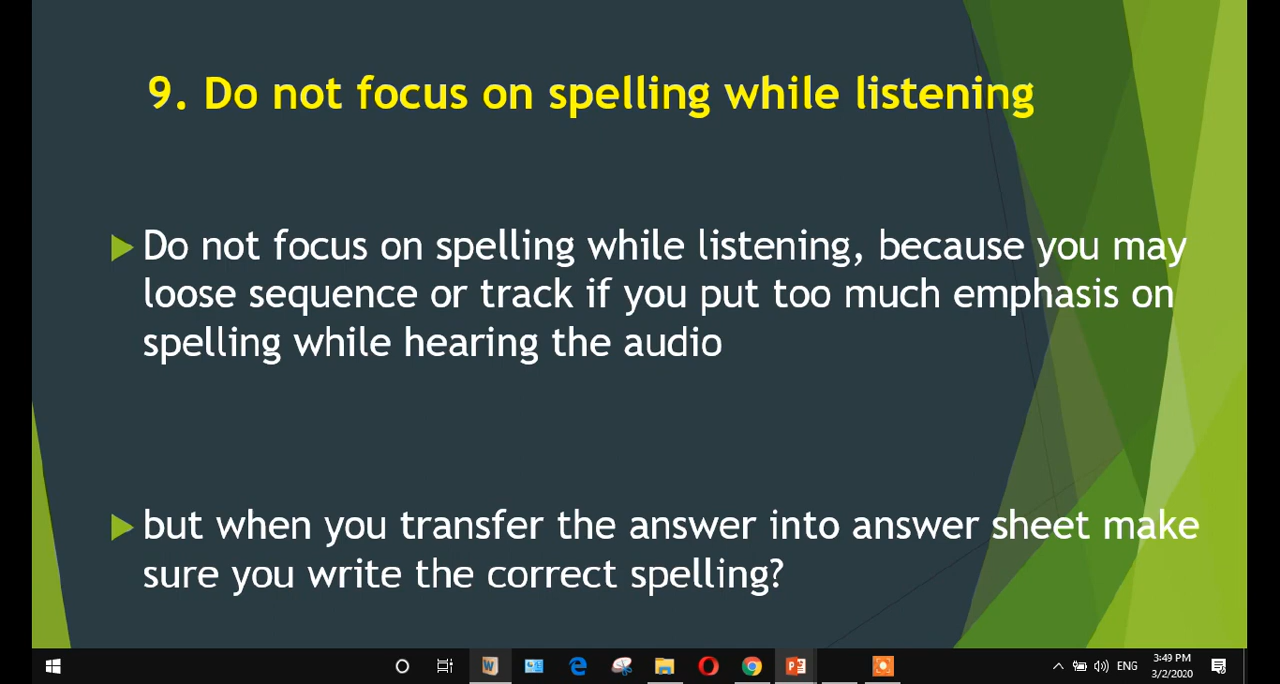 9. Do not focus on spelling while listening
Do not focus on spelling while listening, because you may
loose sequence or track if you put too much emphasis on
spelling while hearing the audio
but when you transfer the answer into answer sheet make
sure you write the correct spelling?
ENG
3:49 PM
3/2/2020